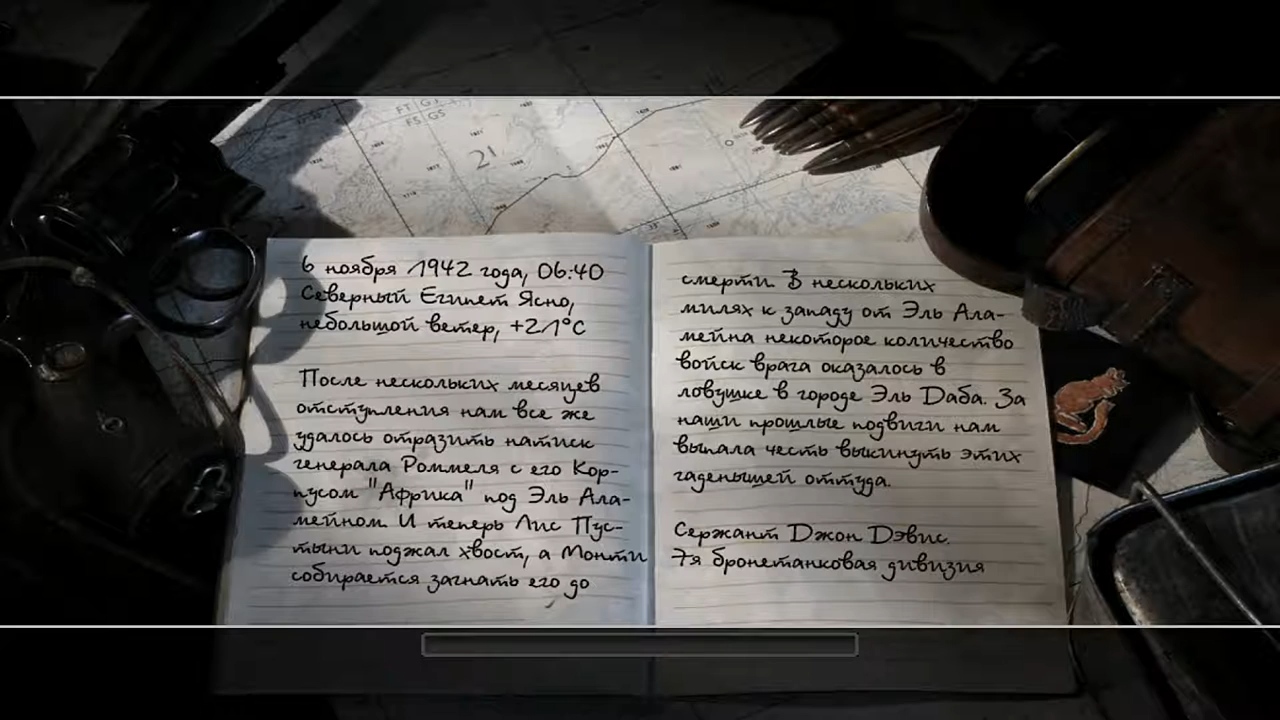 6 ноября 1942 года, 06:40
Северный Египет Ясно,
небольшой ветер, +21°C
После нескольких месяцев
отступления нам все же
удалось отразить натиск
генерала Роммеля с его Кор-
пусом "Африка" под Эль Ала-
мейном. И теперь Лис Пус-
тыни поджал хвост, а Монти
собирается загнать его до
смерти. В нескольких
милях к западу от Эль Ала-
мейна некоторое количество
войск врага оказалось в
ловушке в городе Эль Даба. За
наши прошлые подвиги нам
выпала честь выкинуть этих
гаденышей оттуда.
Сержант Джон Дэвис.
7я бронетанковая дивизия